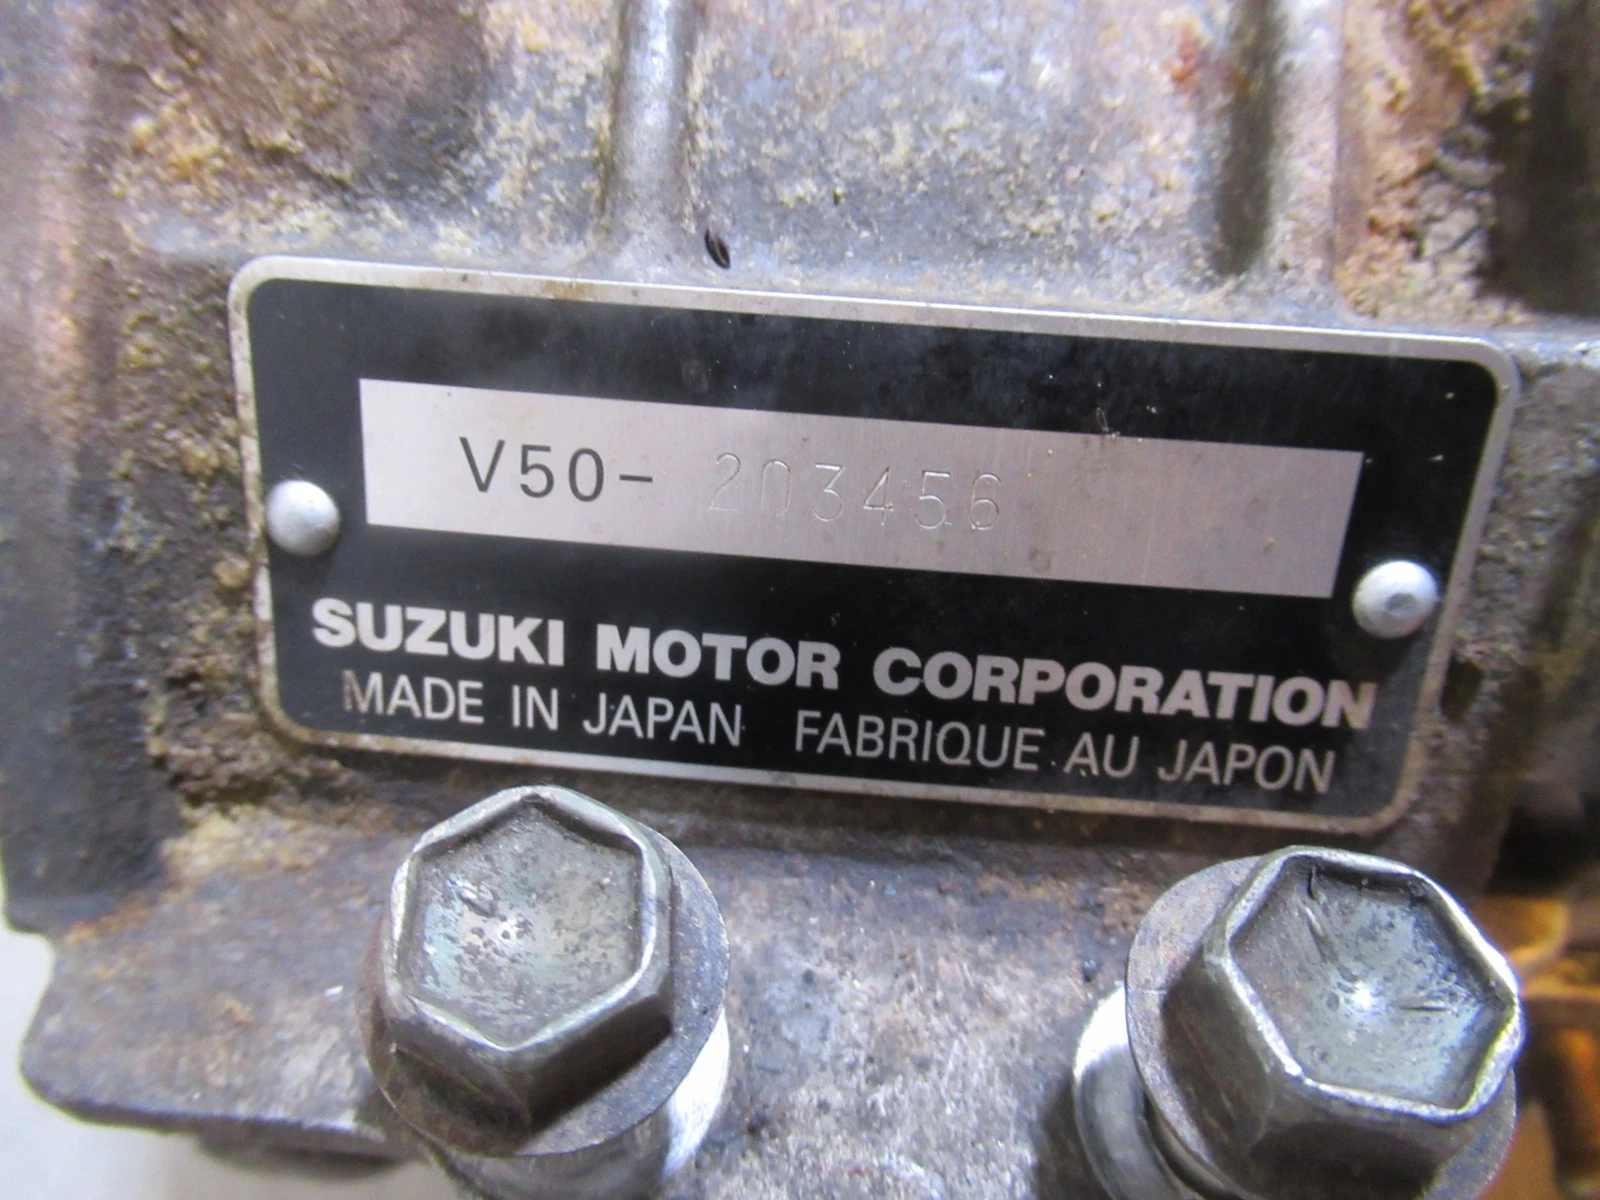 V50- 203456
SUZUKI MOTOR CORPORATION
MADE IN JAPAN FABRIQUE AU JAPON